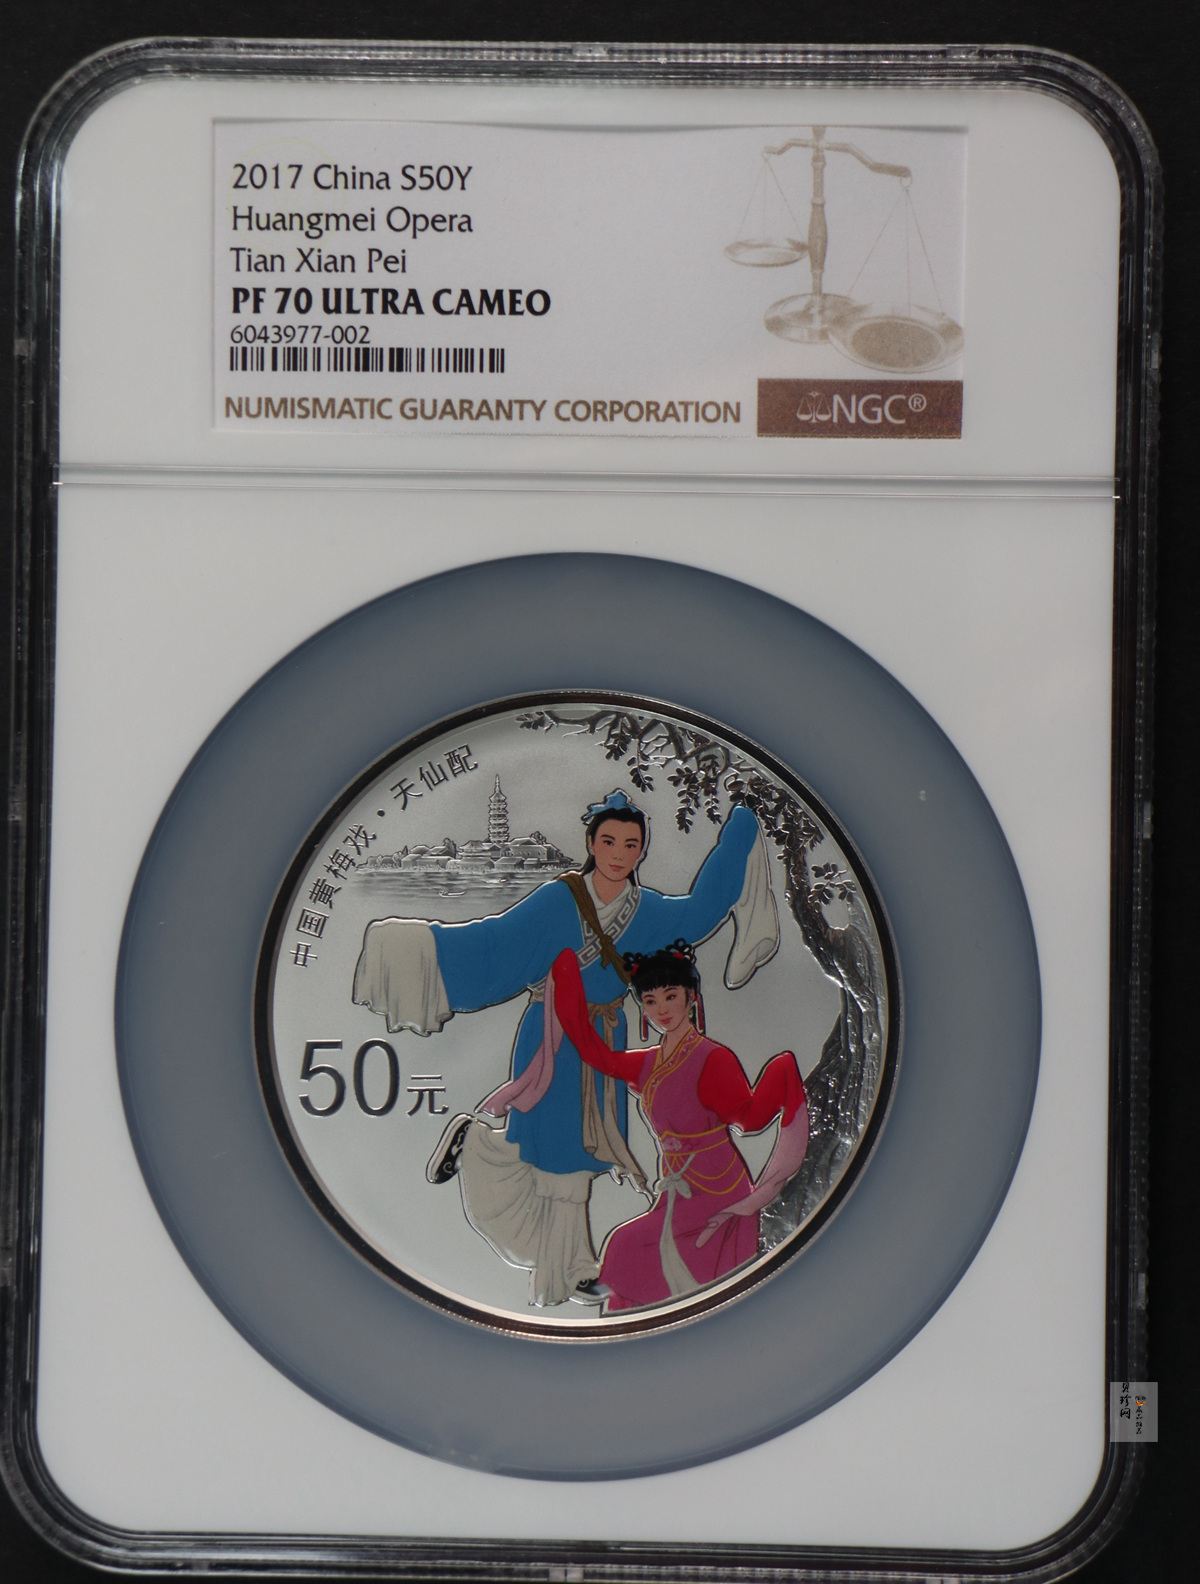 2017 China S50Y
Huangmei Opera
Tian Xian Pei
PF 70 ULTRA CAMEO
6043977-002
NUMISMATIC GUARANTY CORPORATION
NGC®
中国黄梅戏·天仙配
50元